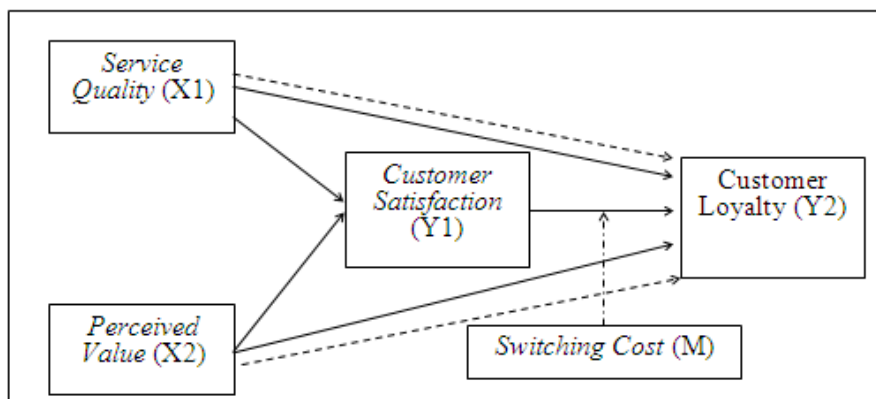 Service
Quality (X1)
Customer
Satisfaction
(Y1)
Customer
Loyalty (Y2)
Perceived
Value (X2)
Switching Cost (M)